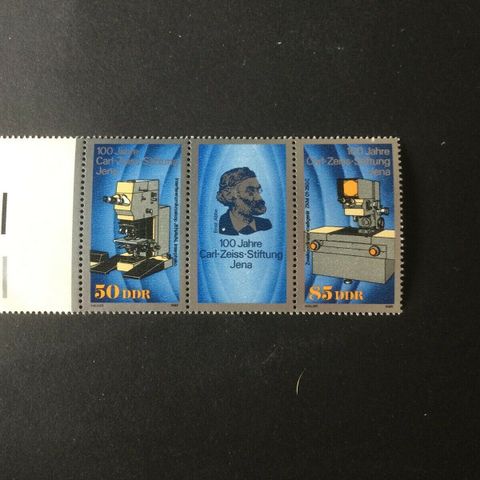 100 Jahre
Carl-Zeiss-Stiftung
Jena
50 DDR
Ernst Abbe
100 Jahre
Carl-Zeiss-Stiftung
Jena
100 Jahre
Carl-Zeiss-Stiftung
Jena
85 DDR